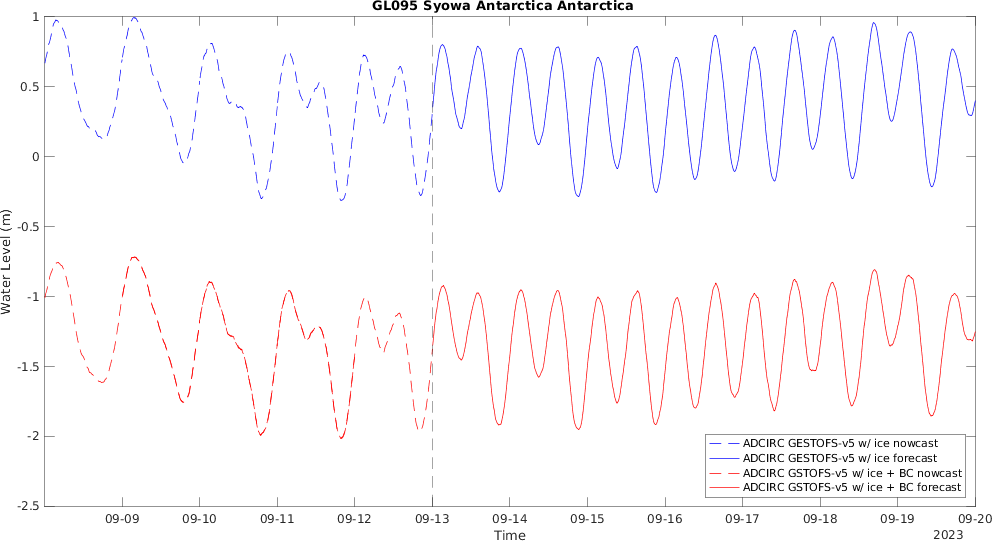 GL095 Syowa Antarctica Antarctica
1
0.5
0
-0.5
-1
-1.5
-2
-2.5
Water Level (m)
ADCIRC GESTOFS-v5 w/ ice nowcast
ADCIRC GESTOFS-v5 w/ ice forecast
ADCIRC GSTOFS-v5 w/ ice + BC nowcast
ADCIRC GSTOFS-v5 w/ ice + BC forecast
09-09 09-10 09-11 09-12 09-13 09-14 09-15 09-16 09-17 09-18 09-19 09-20
Time
2023